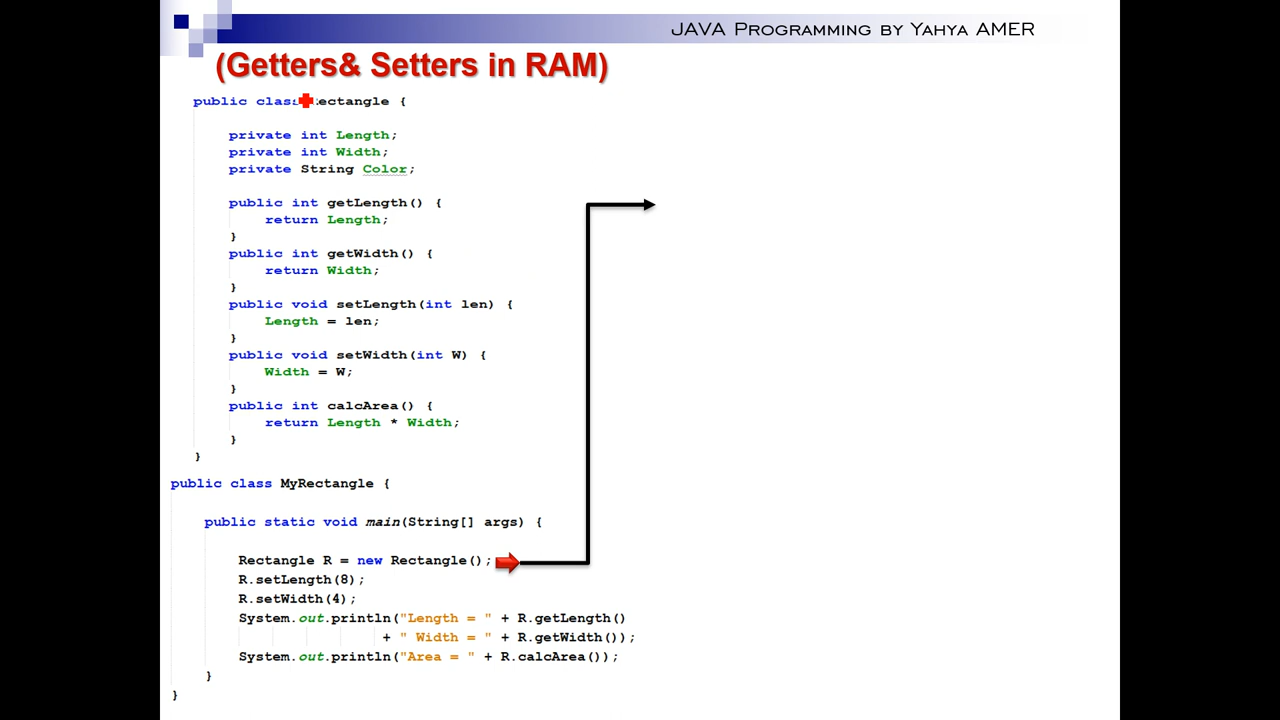 JAVA Programming by Yahya AMER
(Getters& Setters in RAM)
public class Rectangle {
private int Length;
private int Width;
private String Color;
public int getLength() {
return Length;
}
public int getWidth() {
return Width;
}
public void setLength(int len) {
Length = len;
}
public void setWidth(int W) {
Width = W;
}
public int calcArea() {
return Length * Width;
}
}
public class MyRectangle {
public static void main(String[] args) {
Rectangle R = new Rectangle();
R.setLength(8);
R.setWidth(4);
System.out.println("Length = " + R.getLength()
+ " Width = " + R.getWidth());
System.out.println("Area = " + R.calcArea());
}
}